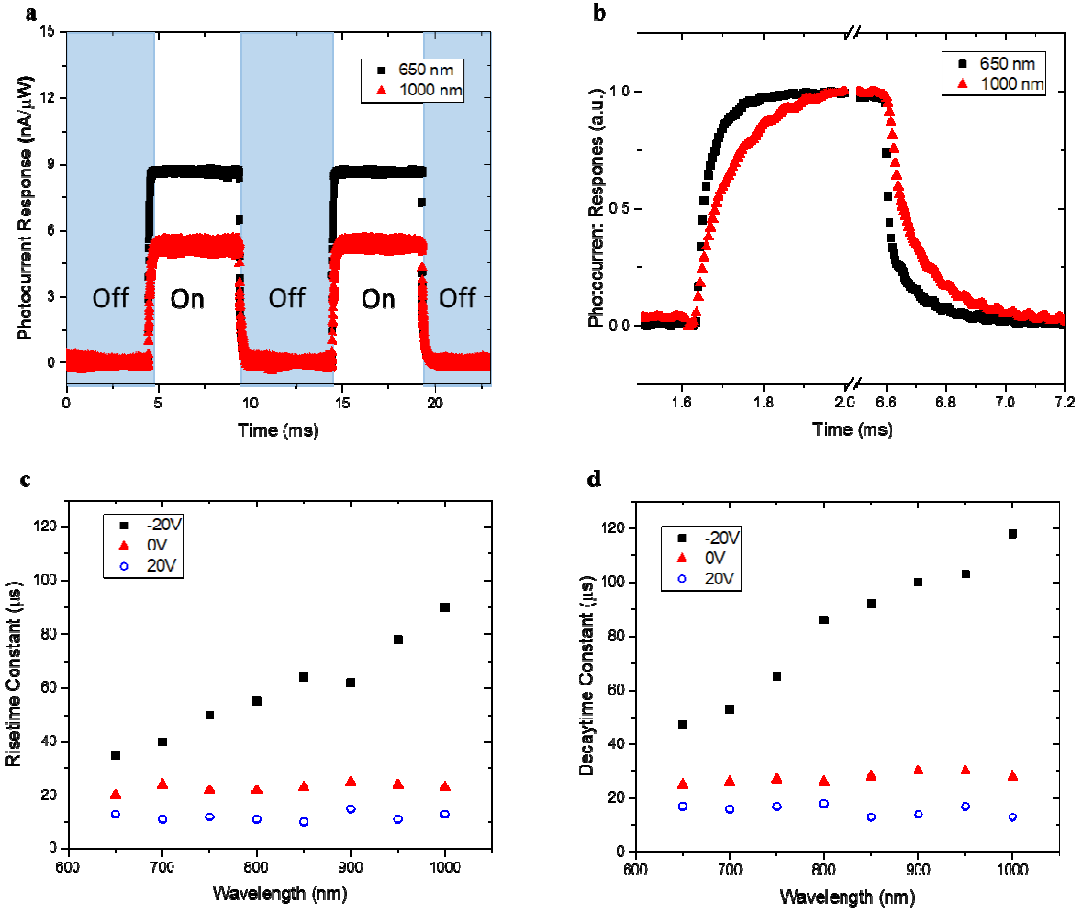 a
Photocurrent Response (nA/μW)
15
12
9
6
3
0
650 nm
1000 nm
Off
On
Off
On
Off
0
5
10
15
20
Time (ms)
b
Pho:ocurren: Respones (a.u.)
1 0
0 5
0 0
650 nm
1000 nm
1.6
1.8
2.0
6.6
6.8
7.0
7.2
Time (ms)
c
Risetime Constant (μs)
120
100
80
60
40
20
0
-20V
0V
20V
600
700
800
900
1000
Wavelength (nm)
d
Decaytime Constant (μs)
120
100
80
60
40
20
0
-20V
0V
20V
600
700
800
900
1000
Wavelength (nm)